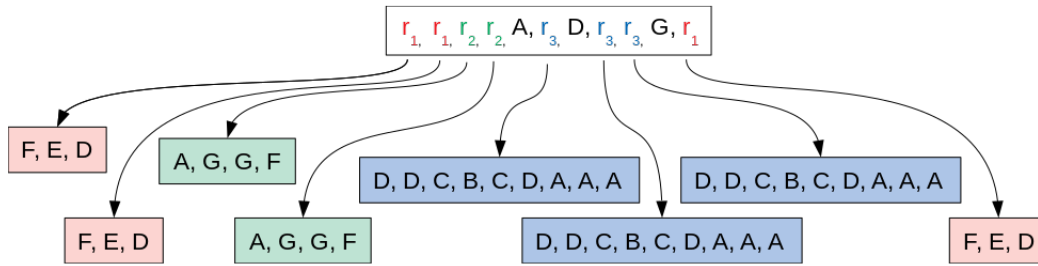 r1, r1, r2, r2, A, r3, D, r3, r3, G, r1
F, E, D
A, G, G, F
D, D, C, B, C, D, A, A, A
D, D, C, B, C, D, A, A, A
F, E, D
A, G, G, F
D, D, C, B, C, D, A, A, A
F, E, D